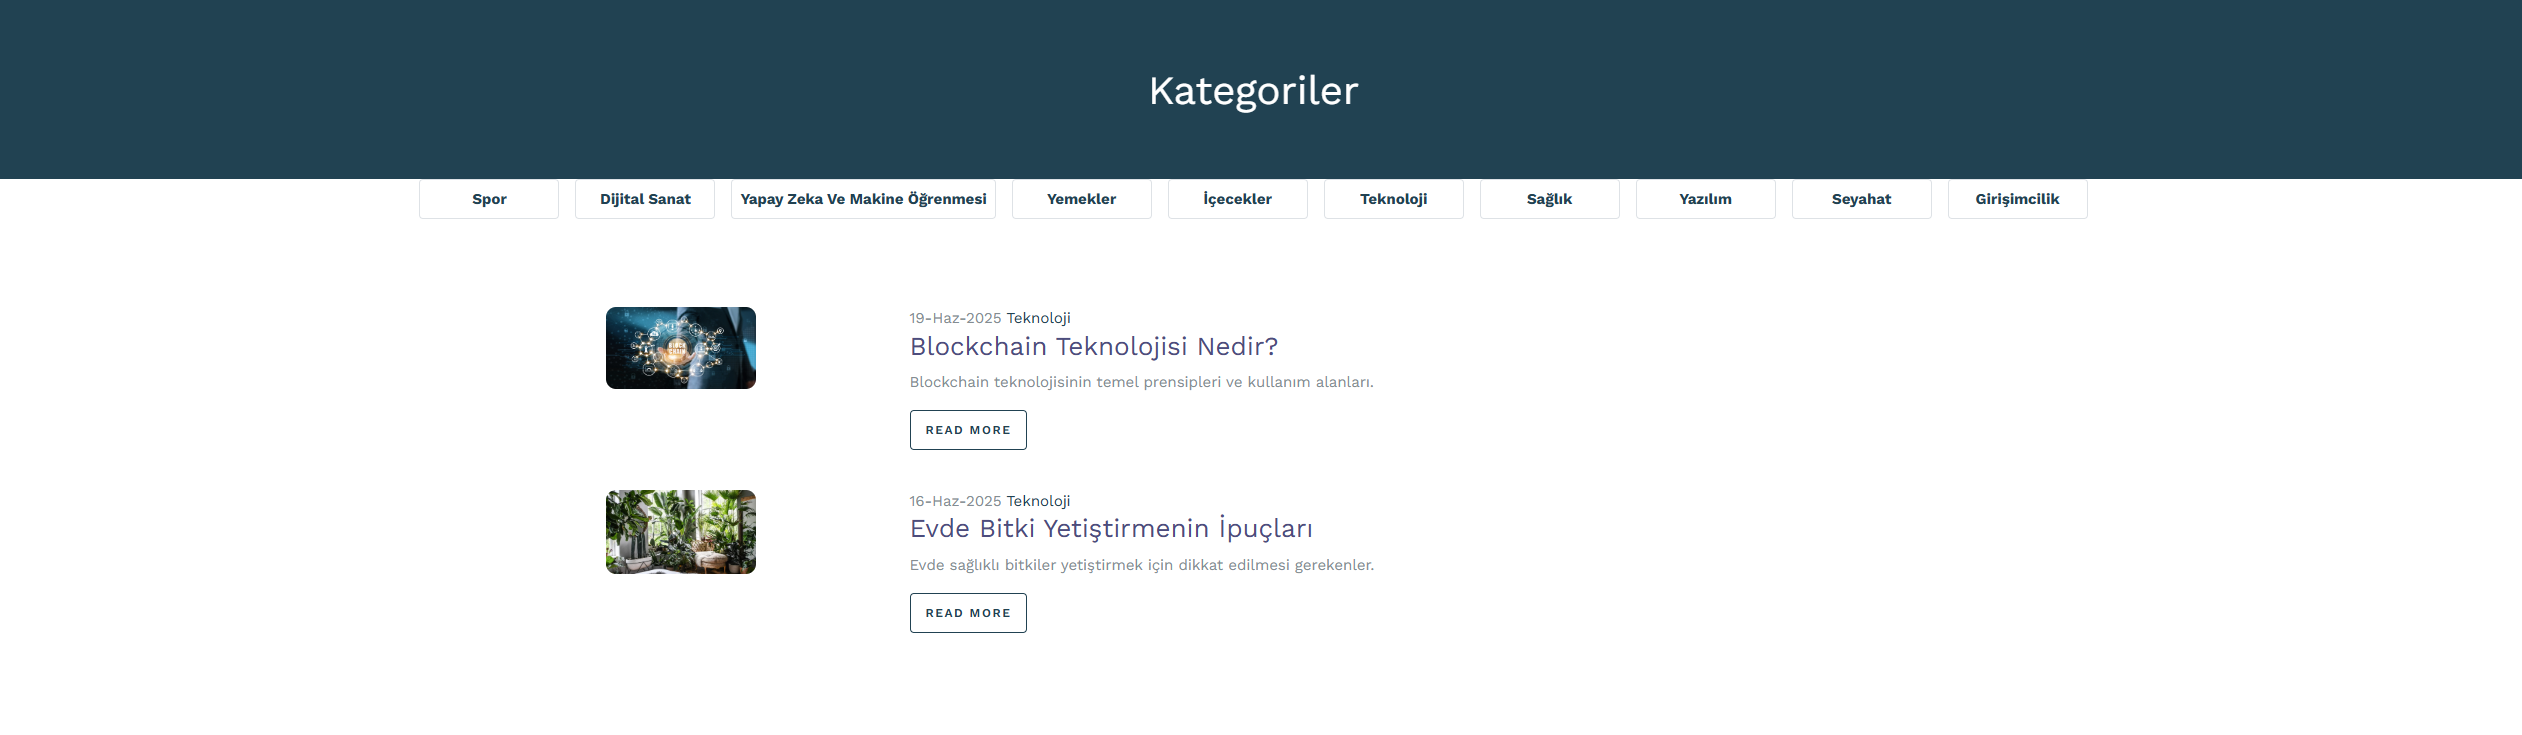 Kategoriler
Spor
Dijital Sanat
Yapay Zeka Ve Makine Öğrenmesi
Yemekler
İçecekler
Teknoloji
Sağlık
Yazılım
Seyahat
Girişimcilik
BLOCK
CHAIN
19-Haz-2025 Teknoloji
Blockchain Teknolojisi Nedir?
Blockchain teknolojisinin temel prensipleri ve kullanım alanları.
READ MORE
16-Haz-2025 Teknoloji
Evde Bitki Yetiştirmenin İpuçları
Evde sağlıklı bitkiler yetiştirmek için dikkat edilmesi gerekenler.
READ MORE